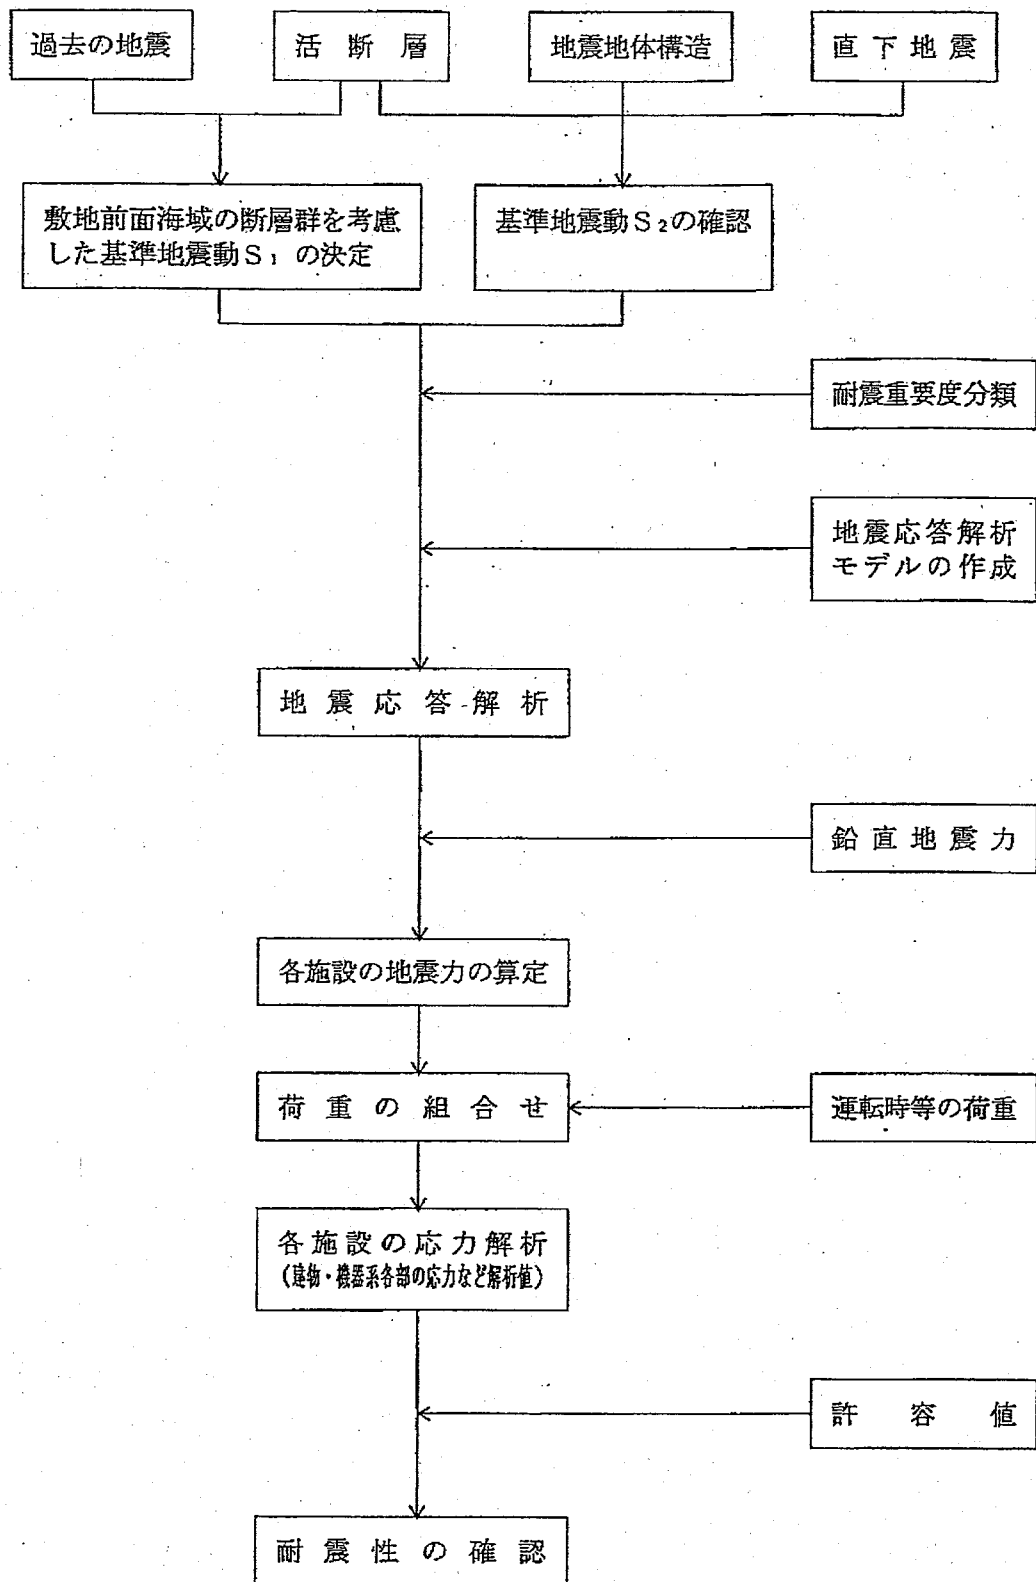 過去の地震
活断層
地震地体構造
直下地震
敷地前面海域の断層群を考慮
した基準地震動S₁の決定
基準地震動S₂の確認
耐震重要度分類
地震応答解析
モデルの作成
地震応答解析
鉛直地震力
各施設の地震力の算定
荷重の組合せ
運転時等の荷重
各施設の応力解析
(建物・機器系各部の応力など解析値)
許容値
耐震性の確認